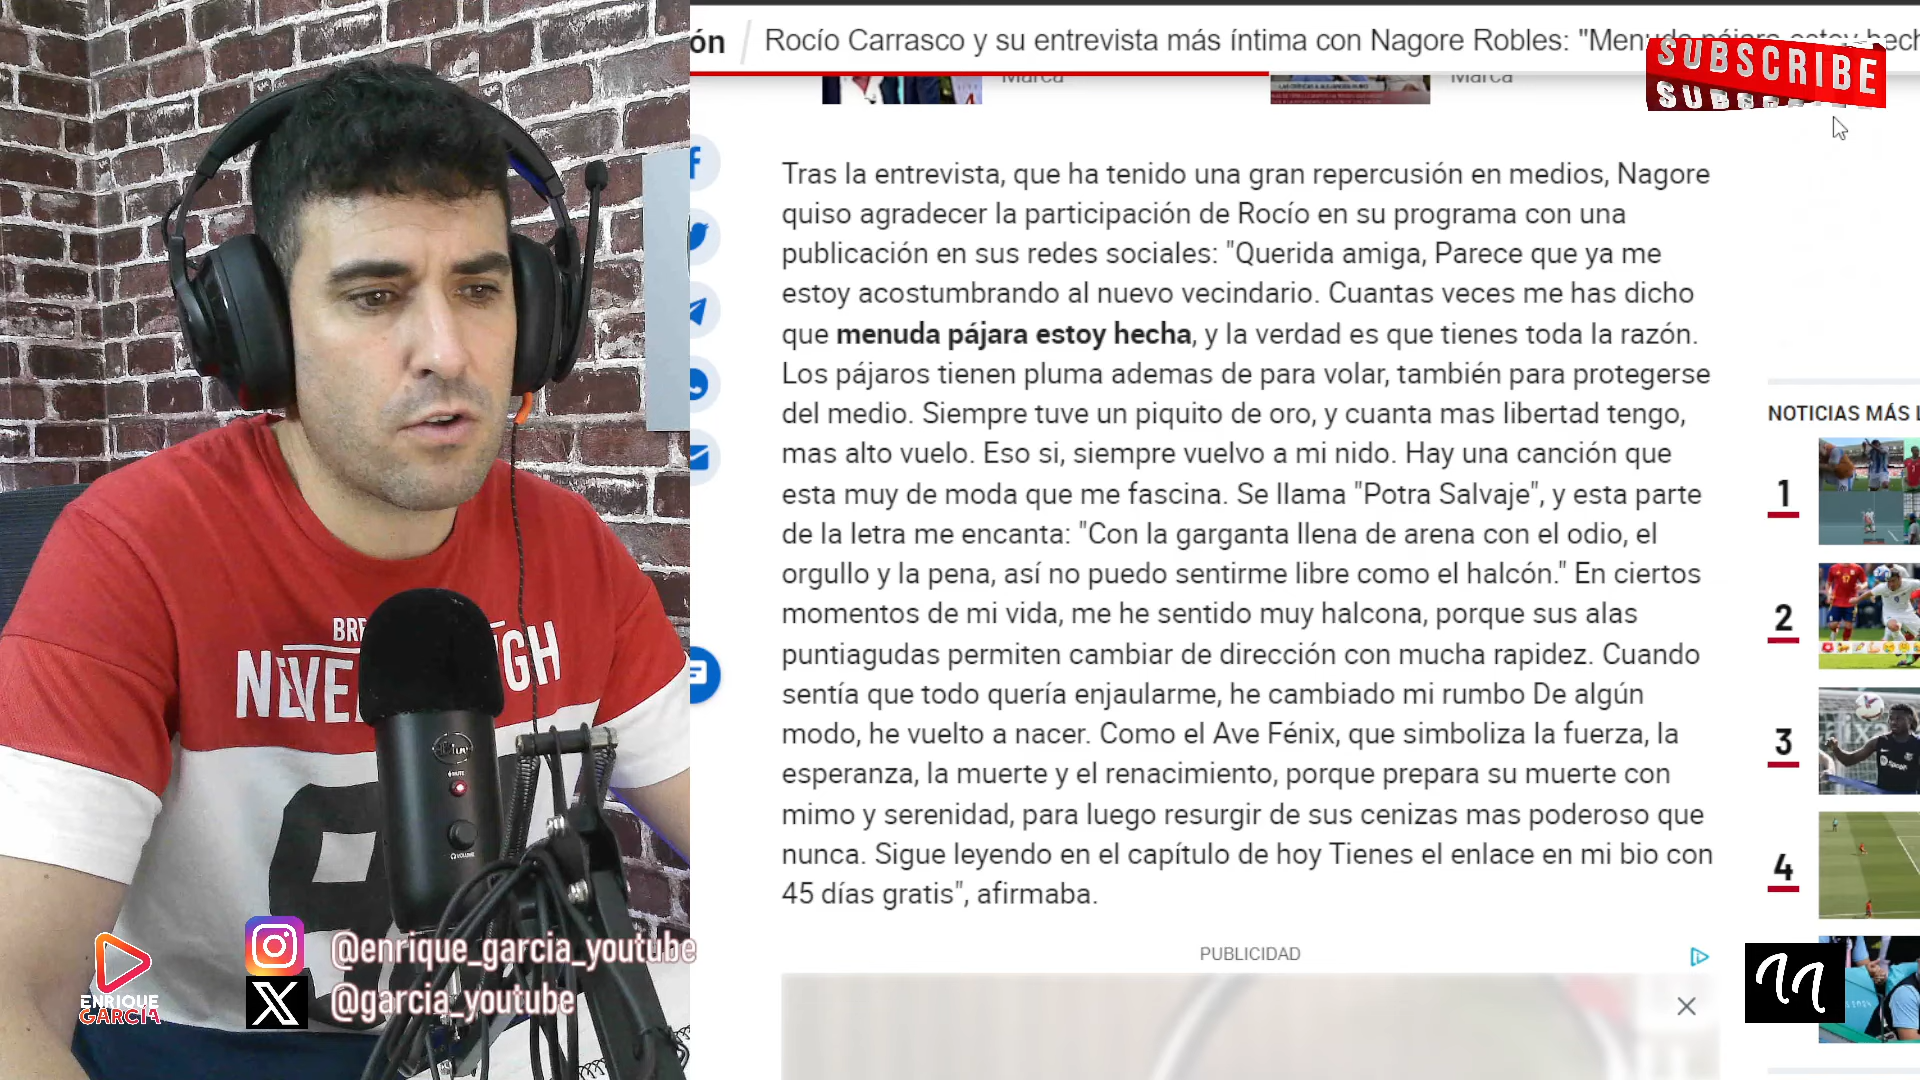 ón / Rocío Carrasco y su entrevista más íntima con Nagore Robles: "Menuda pájara estoy hech
SUBSCRIBE
Marca
Marca
Tras la entrevista, que ha tenido una gran repercusión en medios, Nagore
quiso agradecer la participación de Rocío en su programa con una
publicación en sus redes sociales: "Querida amiga, Parece que ya me
estoy acostumbrando al nuevo vecindario. Cuantas veces me has dicho
que menuda pájara estoy hecha, y la verdad es que tienes toda la razón.
Los pájaros tienen pluma ademas de para volar, también para protegerse
del medio. Siempre tuve un piquito de oro, y cuanta mas libertad tengo,
mas alto vuelo. Eso si, siempre vuelvo a mi nido. Hay una canción que
esta muy de moda que me fascina. Se llama "Potra Salvaje", y esta parte
de la letra me encanta: "Con la garganta llena de arena con el odio, el
orgullo y la pena, así no puedo sentirme libre como el halcón." En ciertos
momentos de mi vida, me he sentido muy halcona, porque sus alas
puntiagudas permiten cambiar de dirección con mucha rapidez. Cuando
sentía que todo quería enjaularme, he cambiado mi rumbo De algún
modo, he vuelto a nacer. Como el Ave Fénix, que simboliza la fuerza, la
esperanza, la muerte y el renacimiento, porque prepara su muerte con
mimo y serenidad, para luego resurgir de sus cenizas mas poderoso que
nunca. Sigue leyendo en el capítulo de hoy Tienes el enlace en mi bio con
45 días gratis", afirmaba.
PUBLICIDAD
NOTICIAS MÁS L
1
2
3
4
BRE
NEVE GH
MUTE
VOLUME
ENRIQUE
GARCÍA
@enrique_garcia_youtube
@garcia_youtube